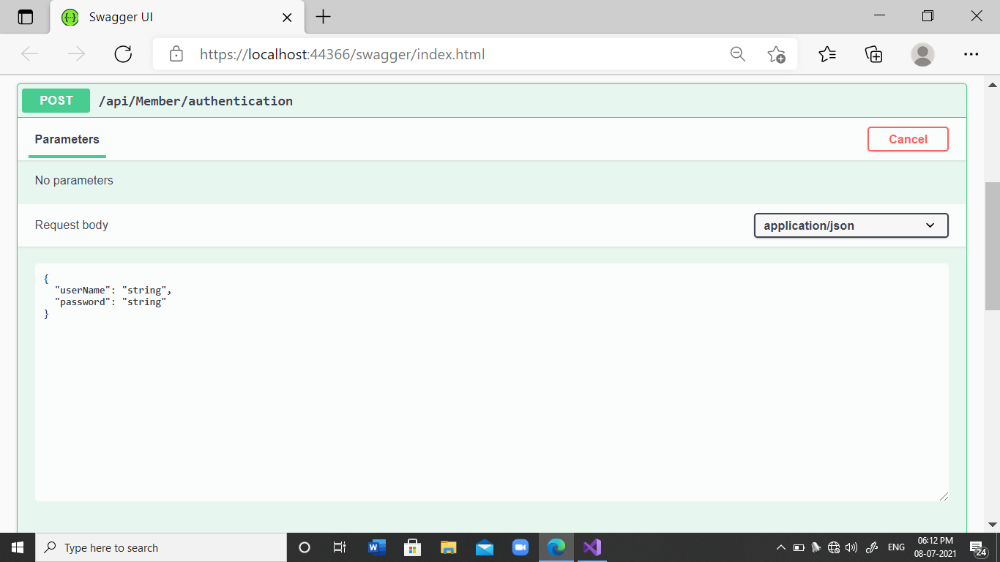 Swagger UI
https://localhost:44366/swagger/index.html
POST /api/Member/authentication
Parameters
Cancel
No parameters
Request body
application/json
{
"userName": "string",
"password": "string"
}
Type here to search
ENG
06:12 PM
08-07-2021
24